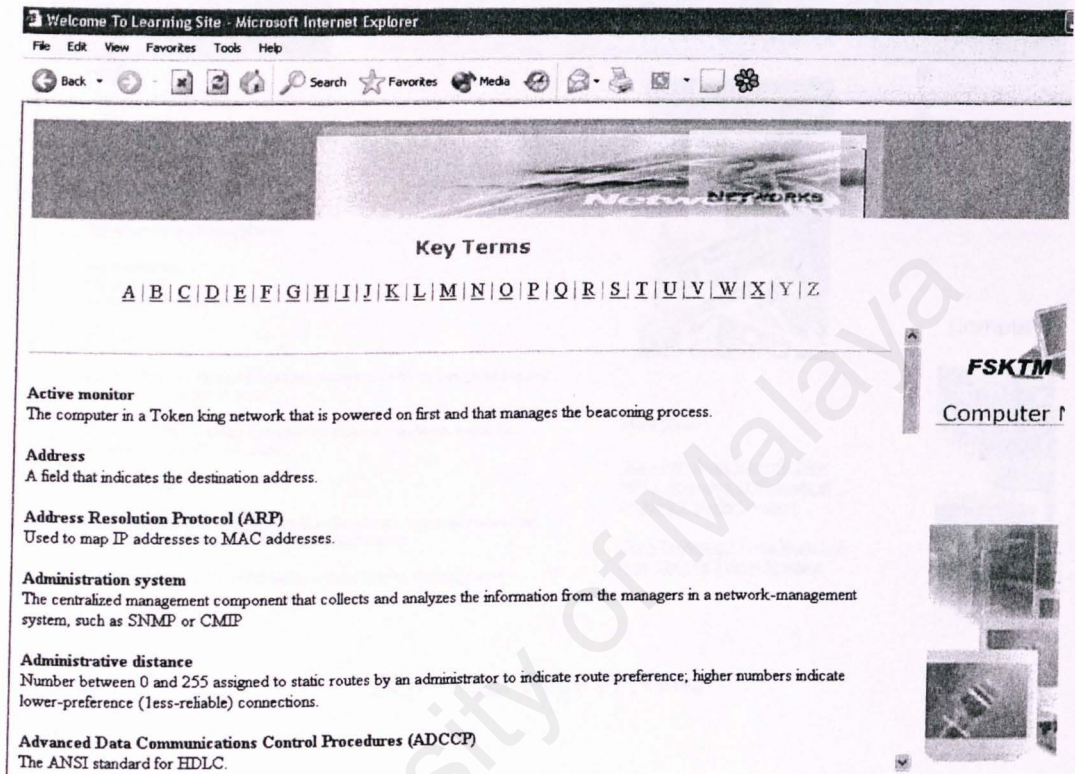 Welcome To Learning Site - Microsoft Internet Explorer
File Edit View Favorites Tools Help
Back Search Favorites Media
Networks NETWORKS
Key Terms
A | B | C | D | E | F | G | H | I | J | K | L | M | N | O | P | Q | R | S | T | U | V | W | X | Y | Z
FSKTM
Computer N
Active monitor
The computer in a Token king network that is powered on first and that manages the beaconing process.
Address
A field that indicates the destination address.
Address Resolution Protocol (ARP)
Used to map IP addresses to MAC addresses.
Administration system
The centralized management component that collects and analyzes the information from the managers in a network-management
system, such as SNMP or CMIP
Administrative distance
Number between 0 and 255 assigned to static routes by an administrator to indicate route preference; higher numbers indicate
lower-preference (1ess-reliable) connections.
Advanced Data Communications Control Procedures (ADCCP)
The ANSI standard for HDLC.
sity of Malaya